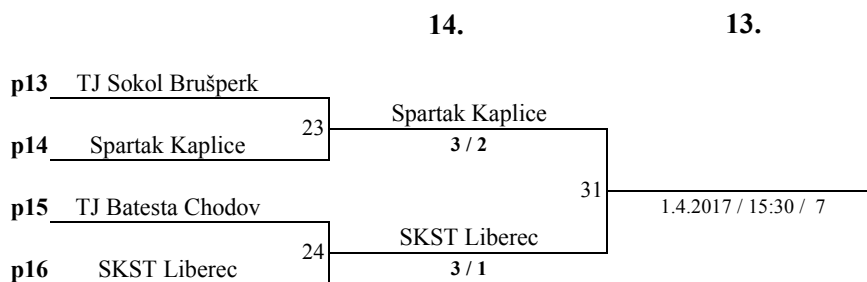 14. 13.
p13 TJ Sokol Brušperk
23 Spartak Kaplice
p14 Spartak Kaplice 3 / 2
31
p15 TJ Batesta Chodov 1.4.2017 / 15:30 / 7
24 SKST Liberec
p16 SKST Liberec 3 / 1